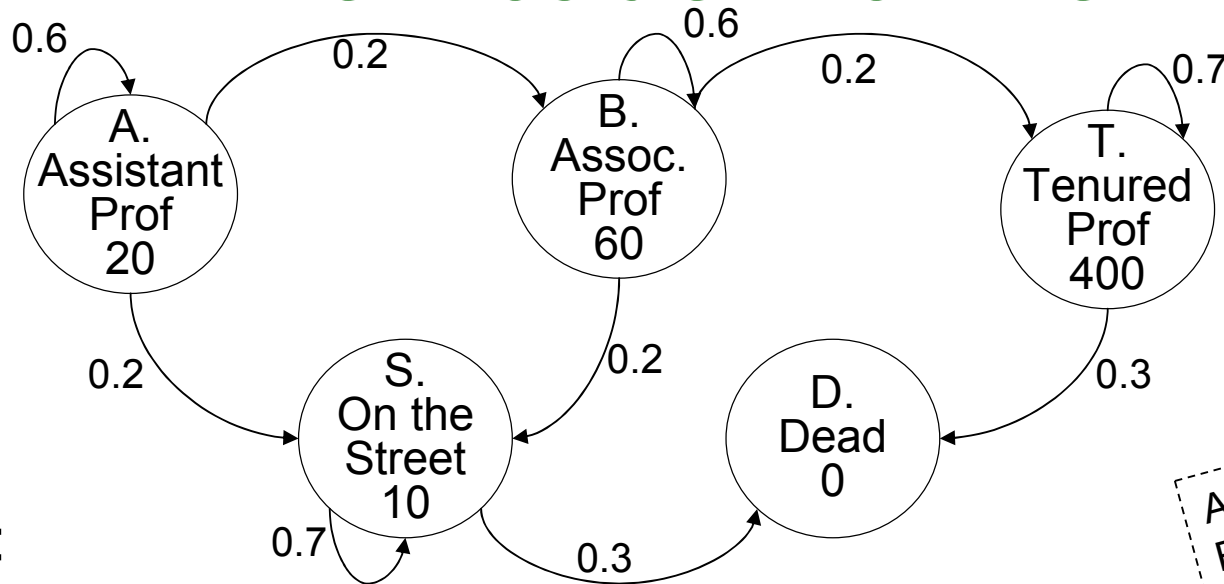 0.6
0.2
0.6
0.2
0.7
A.
Assistant
Prof
20
B.
Assoc.
Prof
60
T.
Tenured
Prof
400
0.2
0.2
0.3
S.
On the
Street
10
D.
Dead
0
0.7
0.3
A